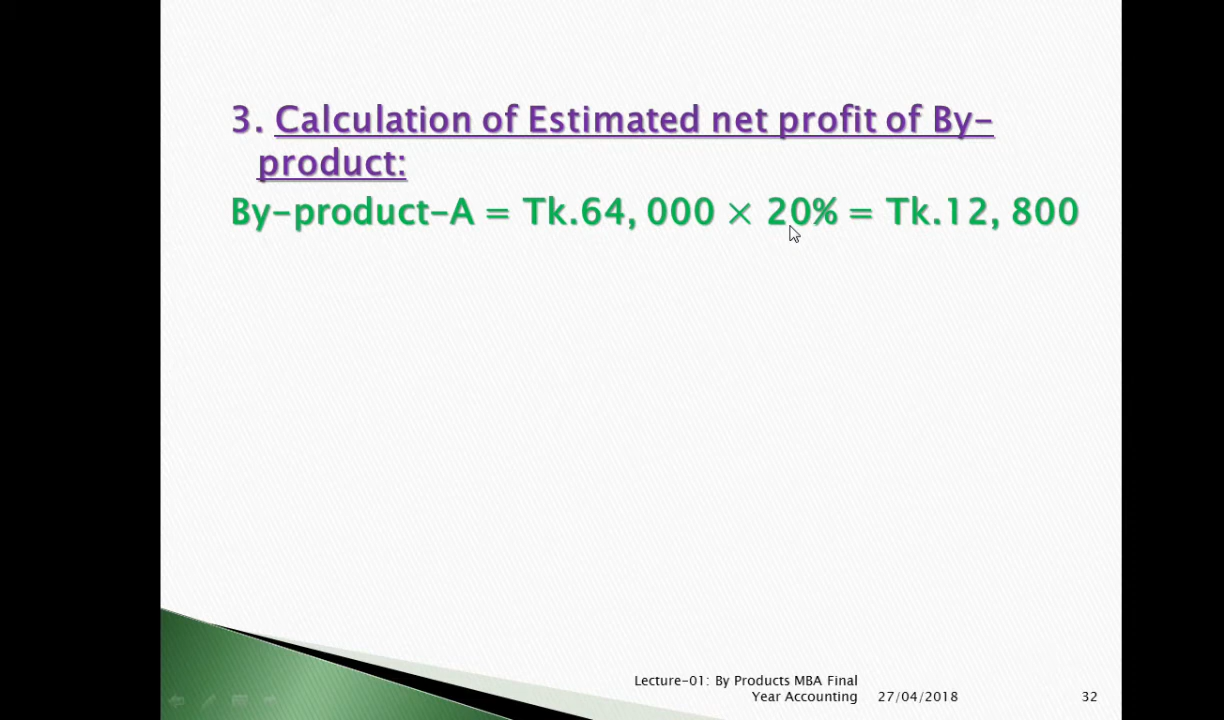 3. Calculation of Estimated net profit of By-
product:
By-product-A = Tk.64, 000 × 20% = Tk.12, 800
Lecture-01: By Products MBA Final
Year Accounting 27/04/2018 32